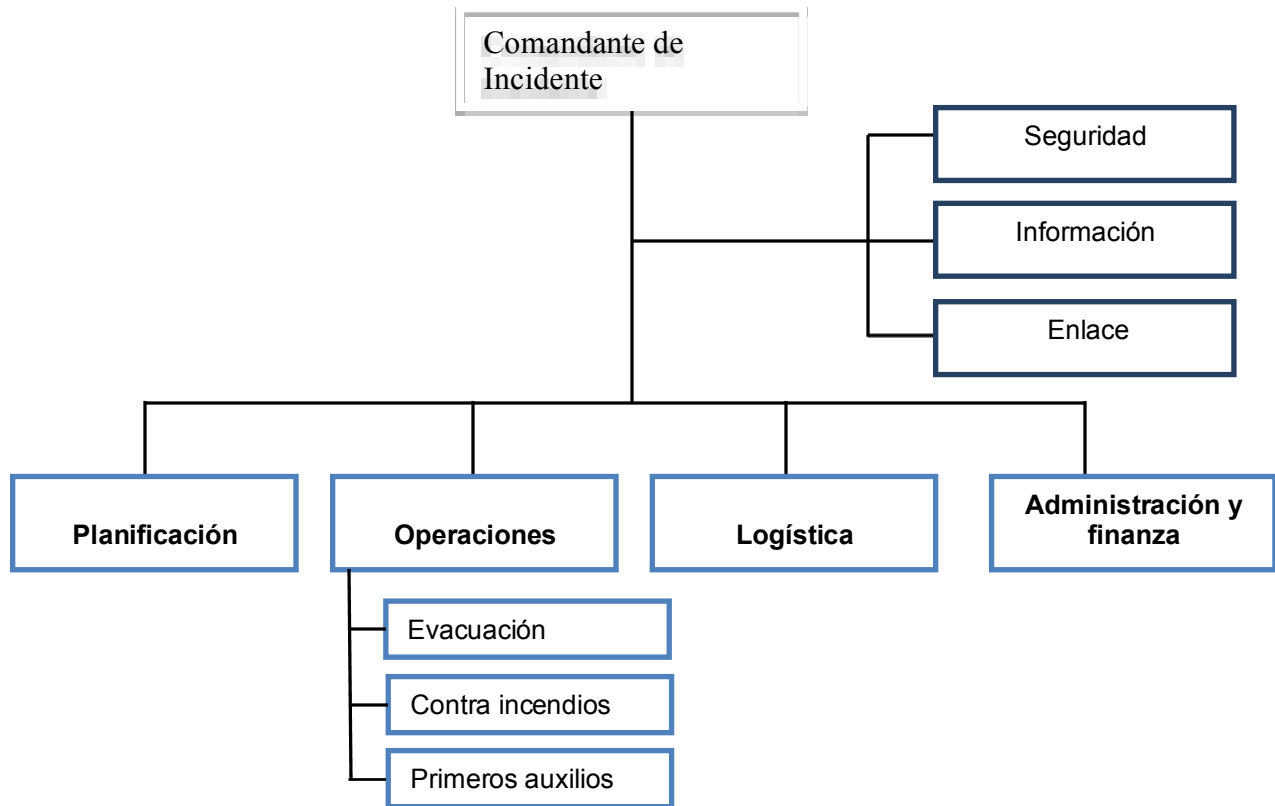 Comandante de
Incidente
Seguridad
Información
Enlace
Planificación
Operaciones
Logística
Administración y
finanza
Evacuación
Contra incendios
Primeros auxilios